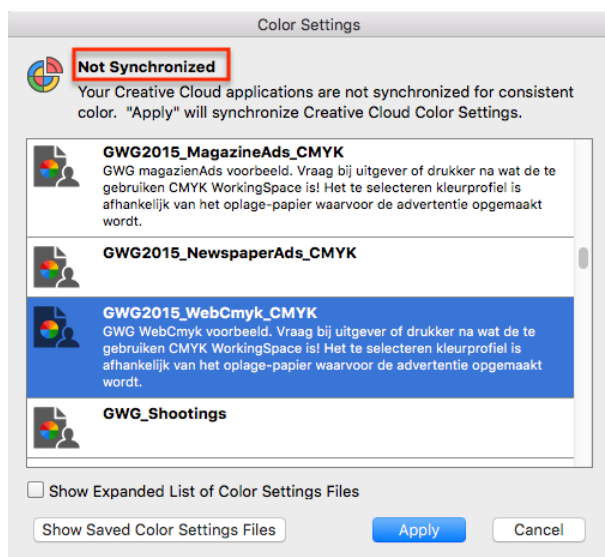 Color Settings
Not Synchronized
Your Creative Cloud applications are not synchronized for consistent
color. "Apply" will synchronize Creative Cloud Color Settings.
GWG2015_MagazineAds_CMYK
GWG magazienAds voorbeeld. Vraag bij uitgever of drukker na wat de te
gebruiken CMYK WorkingSpace is! Het te selecteren kleurprofiel is
afhankelijk van het oplage-papier waarvoor de advertentie opgemaakt
wordt.
GWG2015_NewspaperAds_CMYK
GWG2015_WebCmyk_CMYK
GWG WebCmyk voorbeeld. Vraag bij uitgever of drukker na wat de te
gebruiken CMYK WorkingSpace is! Het te selecteren kleurprofiel is
afhankelijk van het oplage-papier waarvoor de advertentie opgemaakt
wordt.
GWG_Shootings
Show Expanded List of Color Settings Files
Show Saved Color Settings Files
Apply
Cancel